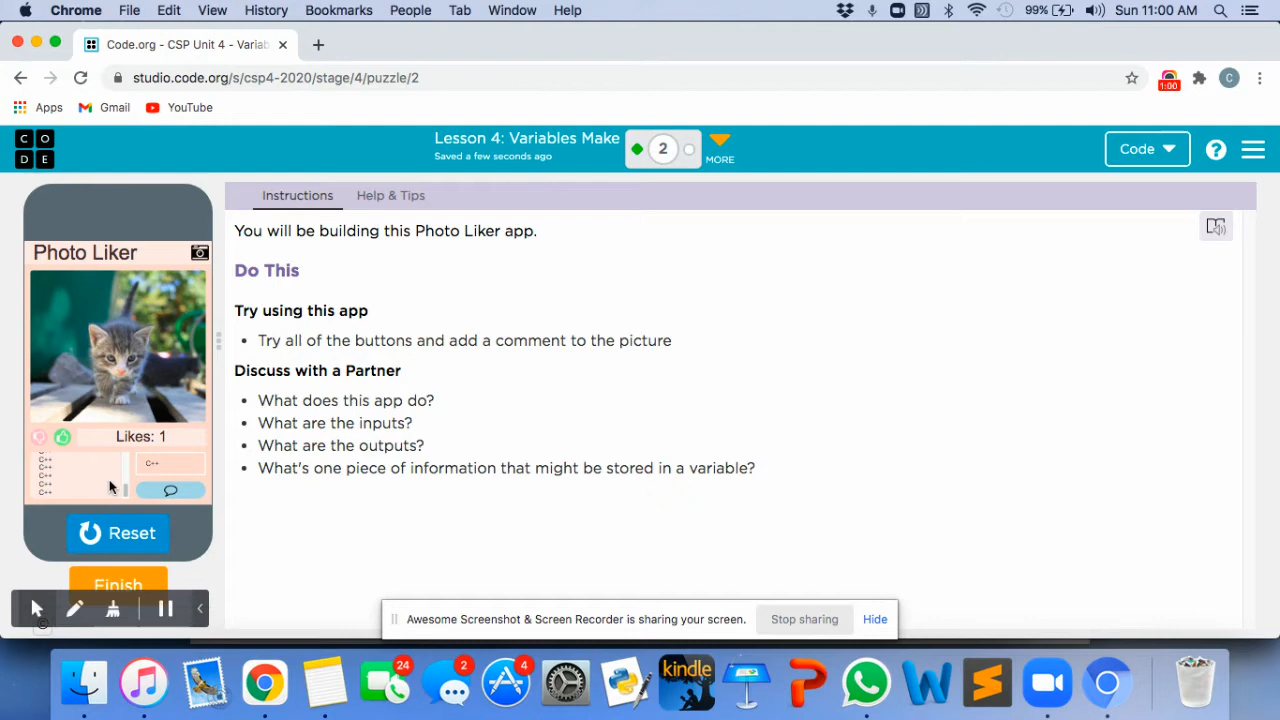 Chrome File Edit View History Bookmarks People Tab Window Help 99% Sun 11:00 AM
Code.org - CSP Unit 4 - Variab
studio.code.org/s/csp4-2020/stage/4/puzzle/2 1:00 C
Apps Gmail YouTube
C O D E
Lesson 4: Variables Make
Saved a few seconds ago
2
MORE
Code
?
Instructions Help & Tips
You will be building this Photo Liker app.
Do This
Try using this app
• Try all of the buttons and add a comment to the picture
Discuss with a Partner
• What does this app do?
• What are the inputs?
• What are the outputs?
• What's one piece of information that might be stored in a variable?
Photo Liker
Likes: 1
C++
C++
C++
C++
C++
C++
Reset
Finish
Awesome Screenshot & Screen Recorder is sharing your screen. Stop sharing Hide
24 2 4 kindle